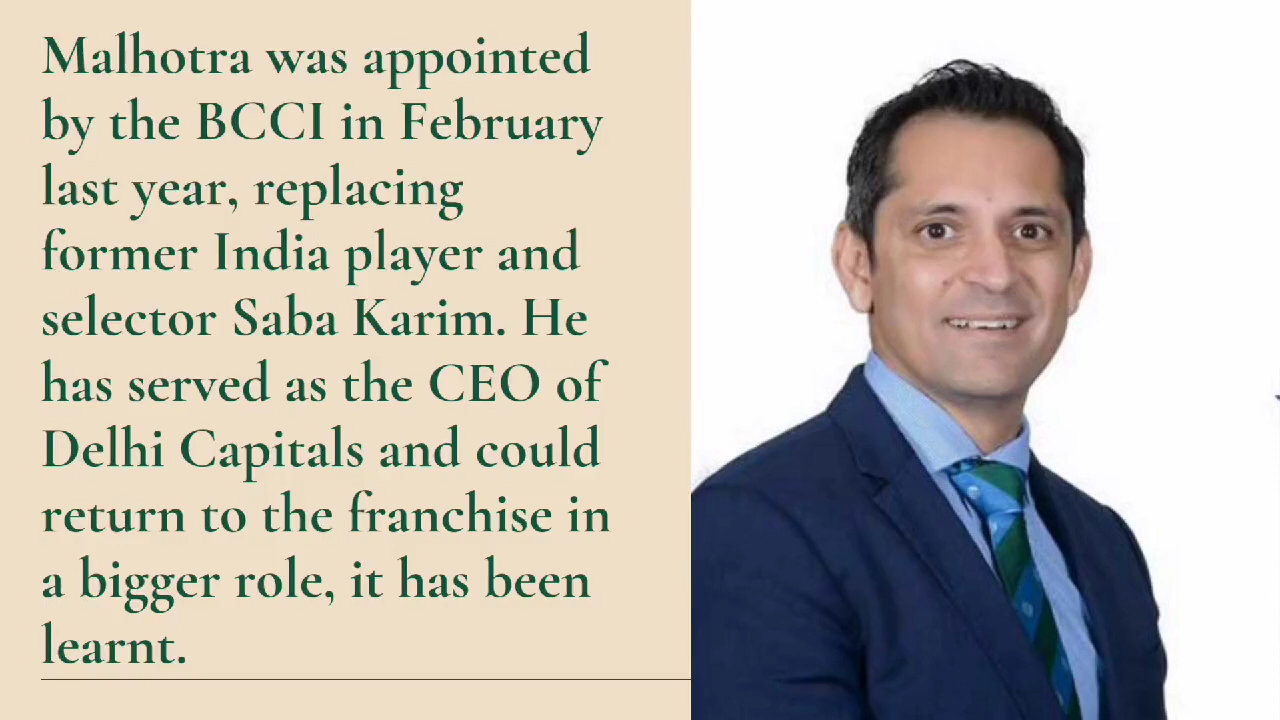 Malhotra was appointed
by the BCCI in February
last year, replacing
former India player and
selector Saba Karim. He
has served as the CEO of
Delhi Capitals and could
return to the franchise in
a bigger role, it has been
learnt.